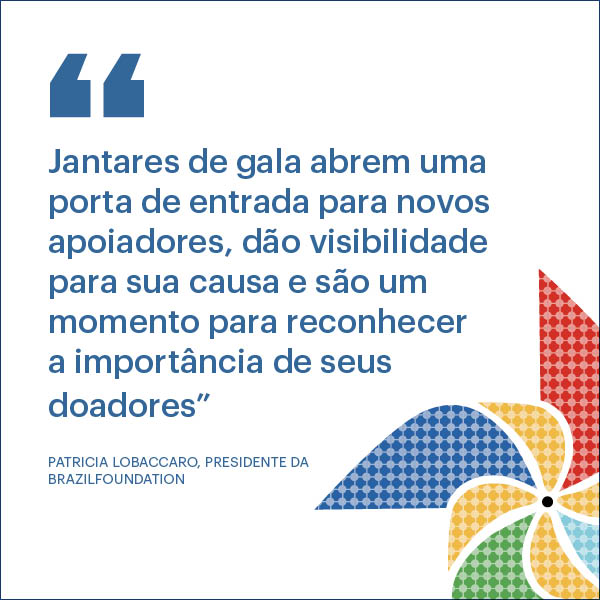 “
Jantares de gala abrem uma
porta de entrada para novos
apoiadores, dão visibilidade
para sua causa e são um
momento para reconhecer
a importância de seus
doadores”
PATRICIA LOBACCARO, PRESIDENTE DA
BRAZILFOUNDATION